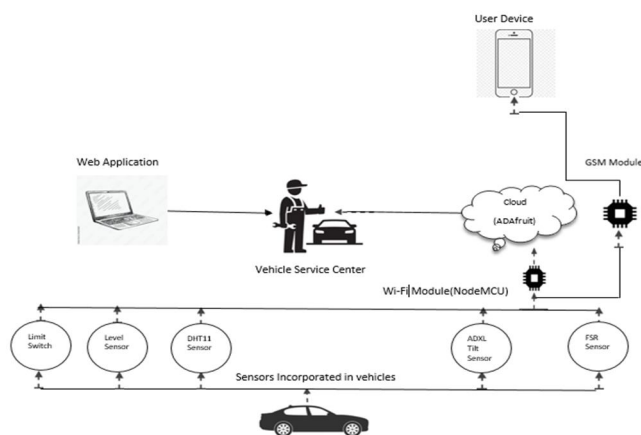 User Device
GSM Module
Web Application
Cloud
(ADAfruit)
Vehicle Service Center
Wi-Fi Module(NodeMCU)
Limit
Switch
Level
Sensor
DHT11
Sensor
ADXL
Tilt
Sensor
FSR
Sensor
Sensors Incorporated in vehicles